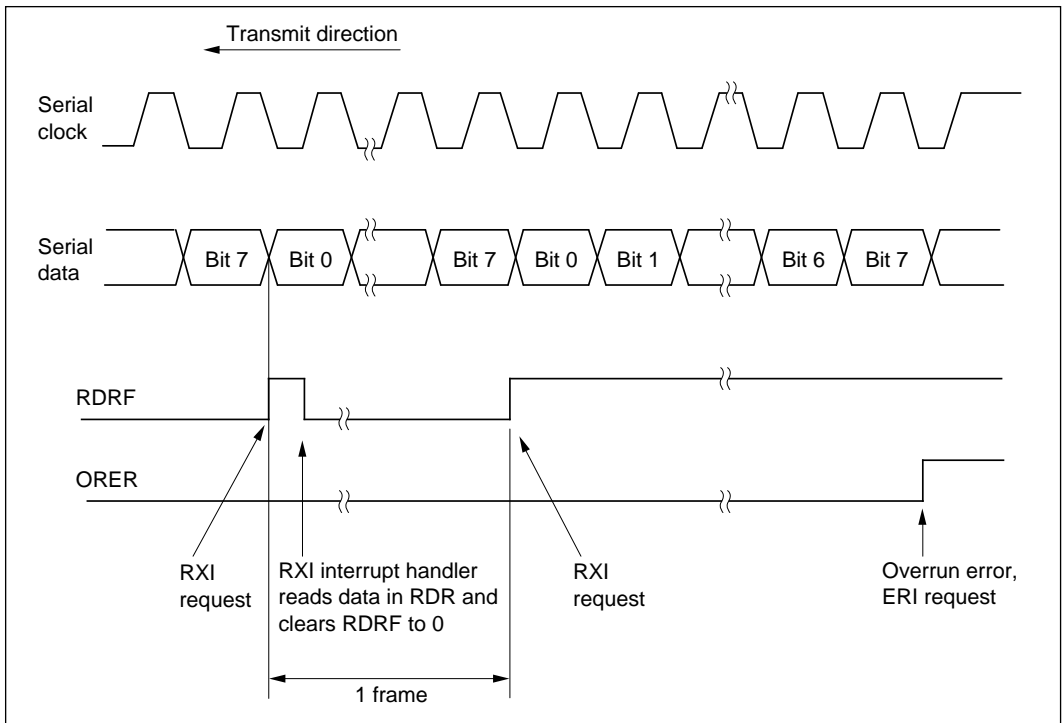 Transmit direction
Serial
clock
Serial
data
Bit 7
Bit 0
Bit 7
Bit 0
Bit 1
Bit 6
Bit 7
RDRF
ORER
RXI
request
RXI interrupt handler
reads data in RDR and
clears RDRF to 0
RXI
request
Overrun error,
ERI request
1 frame